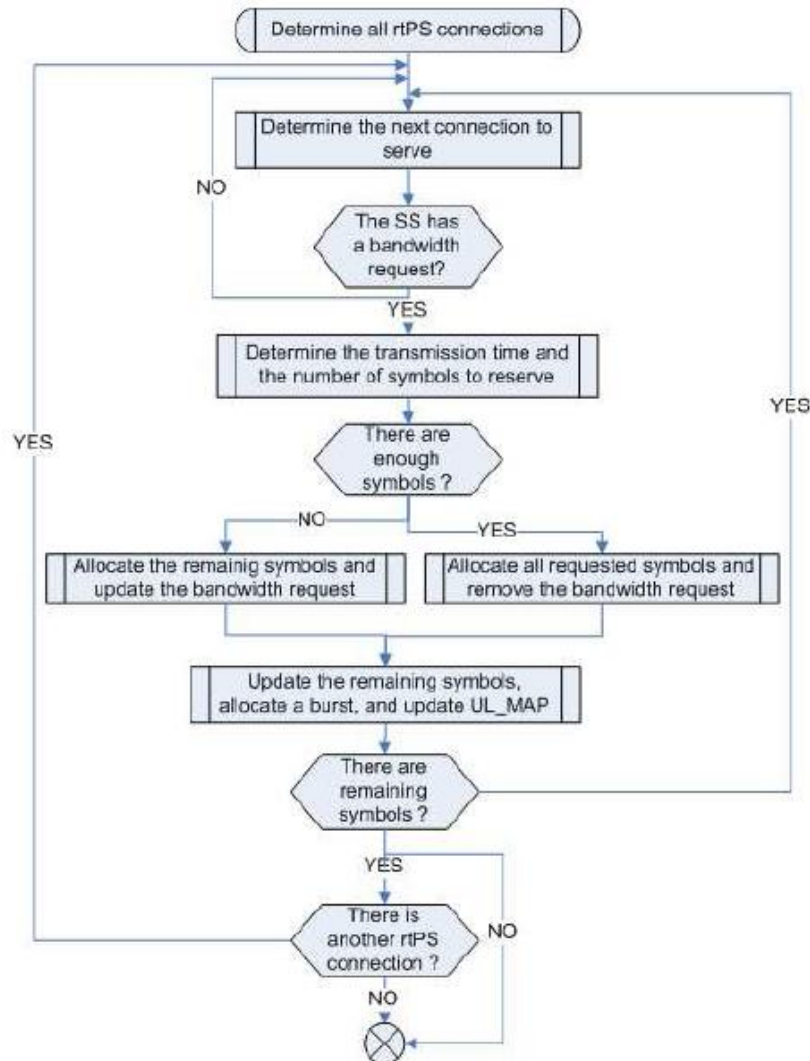 Determine all rtPS connections
Determine the next connection to
serve
NO
The SS has
a bandwidth
request?
YES
Determine the transmission time and
the number of symbols to reserve
YES
YES
There are
enough
symbols ?
NO
YES
Allocate the remainig symbols and
update the bandwidth request
Allocate all requested symbols and
remove the bandwidth request
Update the remaining symbols,
allocate a burst, and update UL_MAP
There are
remaining
symbols ?
YES
There is
another rtPS
connection ?
NO
NO